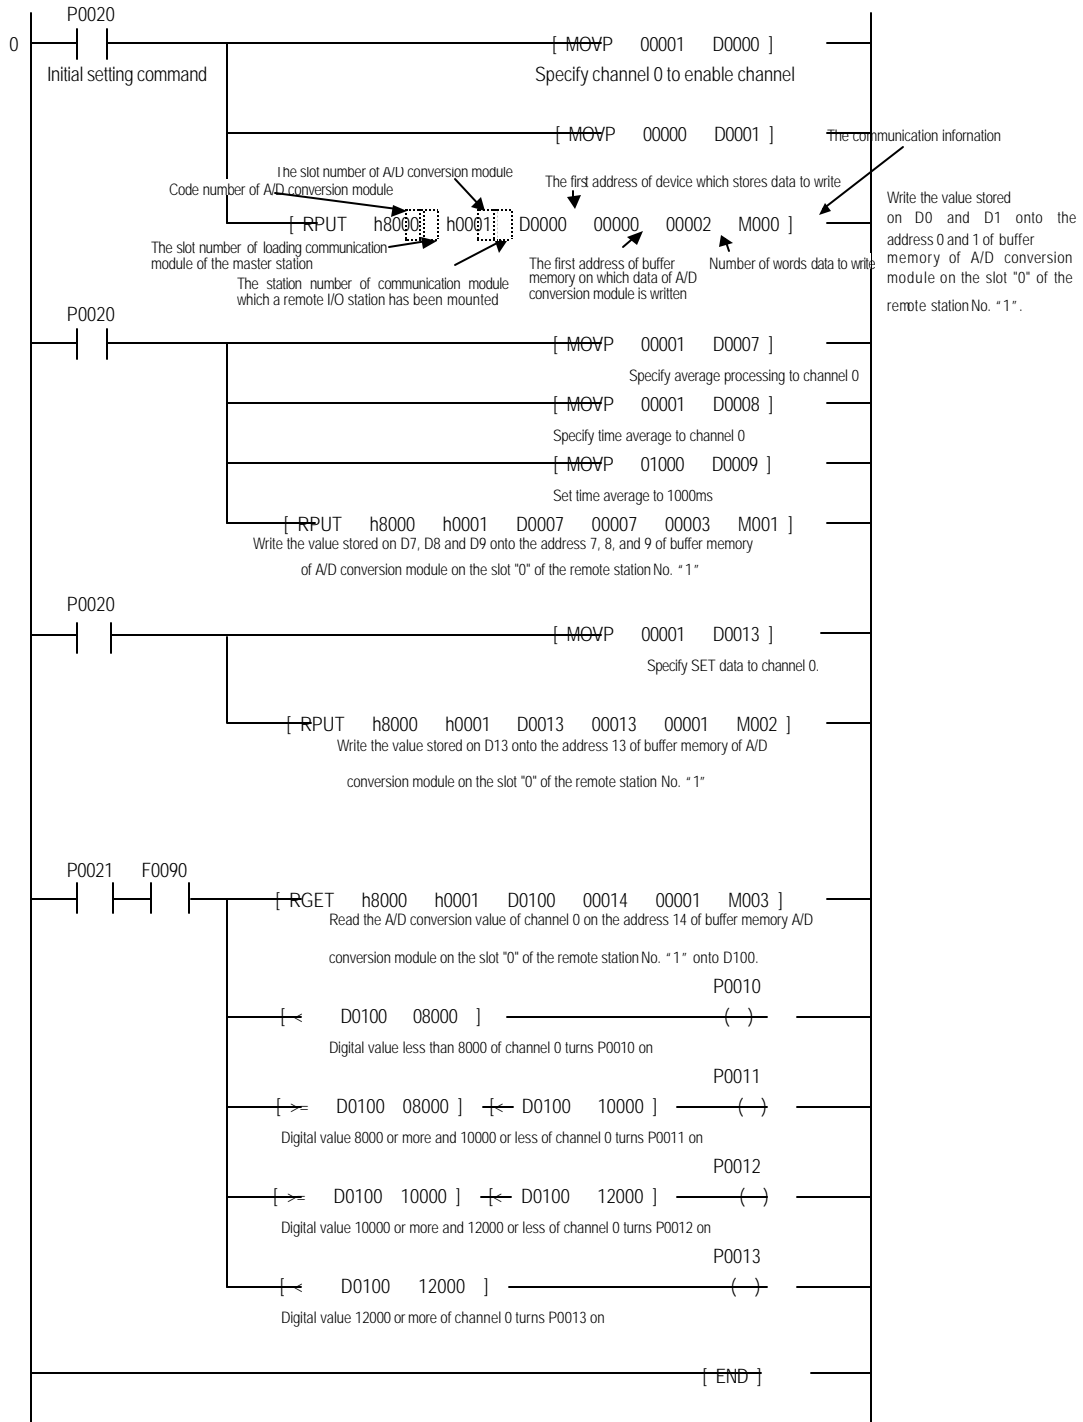 P0020
0
[ MOVP 00001 D0000 ]
Initial setting command
Specify channel 0 to enable channel
[ MOVP 00000 D0001 ]
The communication infornation
The slot number of A/D conversion module
Code number of A/D conversion module
The first address of device which stores data to write
[ RPUT h8000 h0001 D0000 00000 00002 M000 ]
The slot number of loading communication
module of the master station
The station number of communication module
which a remote I/O station has been mounted
The first address of buffer
memory on which data of A/D
conversion module is written
Number of words data to write
Write the value stored
on D0 and D1 onto the
address 0 and 1 of buffer
memory of A/D conversion
module on the slot "0" of the
remote station No. “1”.
P0020
[ MOVP 00001 D0007 ]
Specify average processing to channel 0
[ MOVP 00001 D0008 ]
Specify time average to channel 0
[ MOVP 01000 D0009 ]
Set time average to 1000ms
[ RPUT h8000 h0001 D0007 00007 00003 M001 ]
Write the value stored on D7, D8 and D9 onto the address 7, 8, and 9 of buffer memory
of A/D conversion module on the slot "0" of the remote station No. “1”
P0020
[ MOVP 00001 D0013 ]
Specify SET data to channel 0.
[ RPUT h8000 h0001 D0013 00013 00001 M002 ]
Write the value stored on D13 onto the address 13 of buffer memory of A/D
conversion module on the slot "0" of the remote station No. “1”
P0021 F0090
[ RGET h8000 h0001 D0100 00014 00001 M003 ]
Read the A/D conversion value of channel 0 on the address 14 of buffer memory A/D
conversion module on the slot "0" of the remote station No. “1” onto D100.
P0010
[ < D0100 08000 ] ( )
Digital value less than 8000 of channel 0 turns P0010 on
P0011
[ >= D0100 08000 ] [ < D0100 10000 ] ( )
Digital value 8000 or more and 10000 or less of channel 0 turns P0011 on
P0012
[ >= D0100 10000 ] [ < D0100 12000 ] ( )
Digital value 10000 or more and 12000 or less of channel 0 turns P0012 on
P0013
[ < D0100 12000 ] ( )
Digital value 12000 or more of channel 0 turns P0013 on
[ END ]